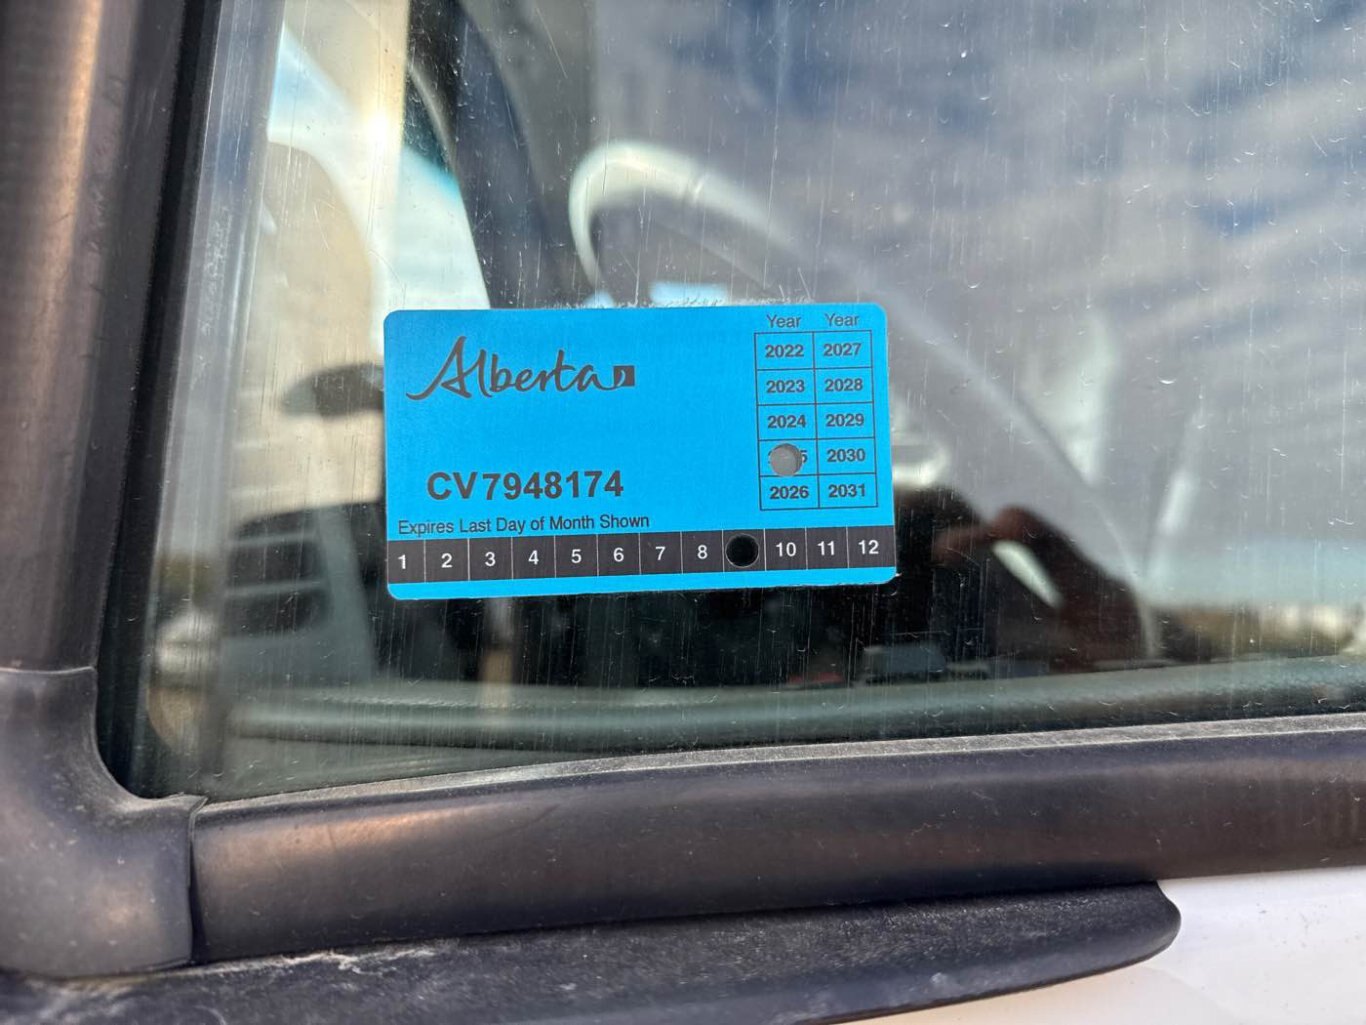 Alberta
Year Year
2022 2027
2023 2028
2024 2029
2030
2026 2031
CV7948174
Expires Last Day of Month Shown
1 2 3 4 5 6 7 8 10 11 12